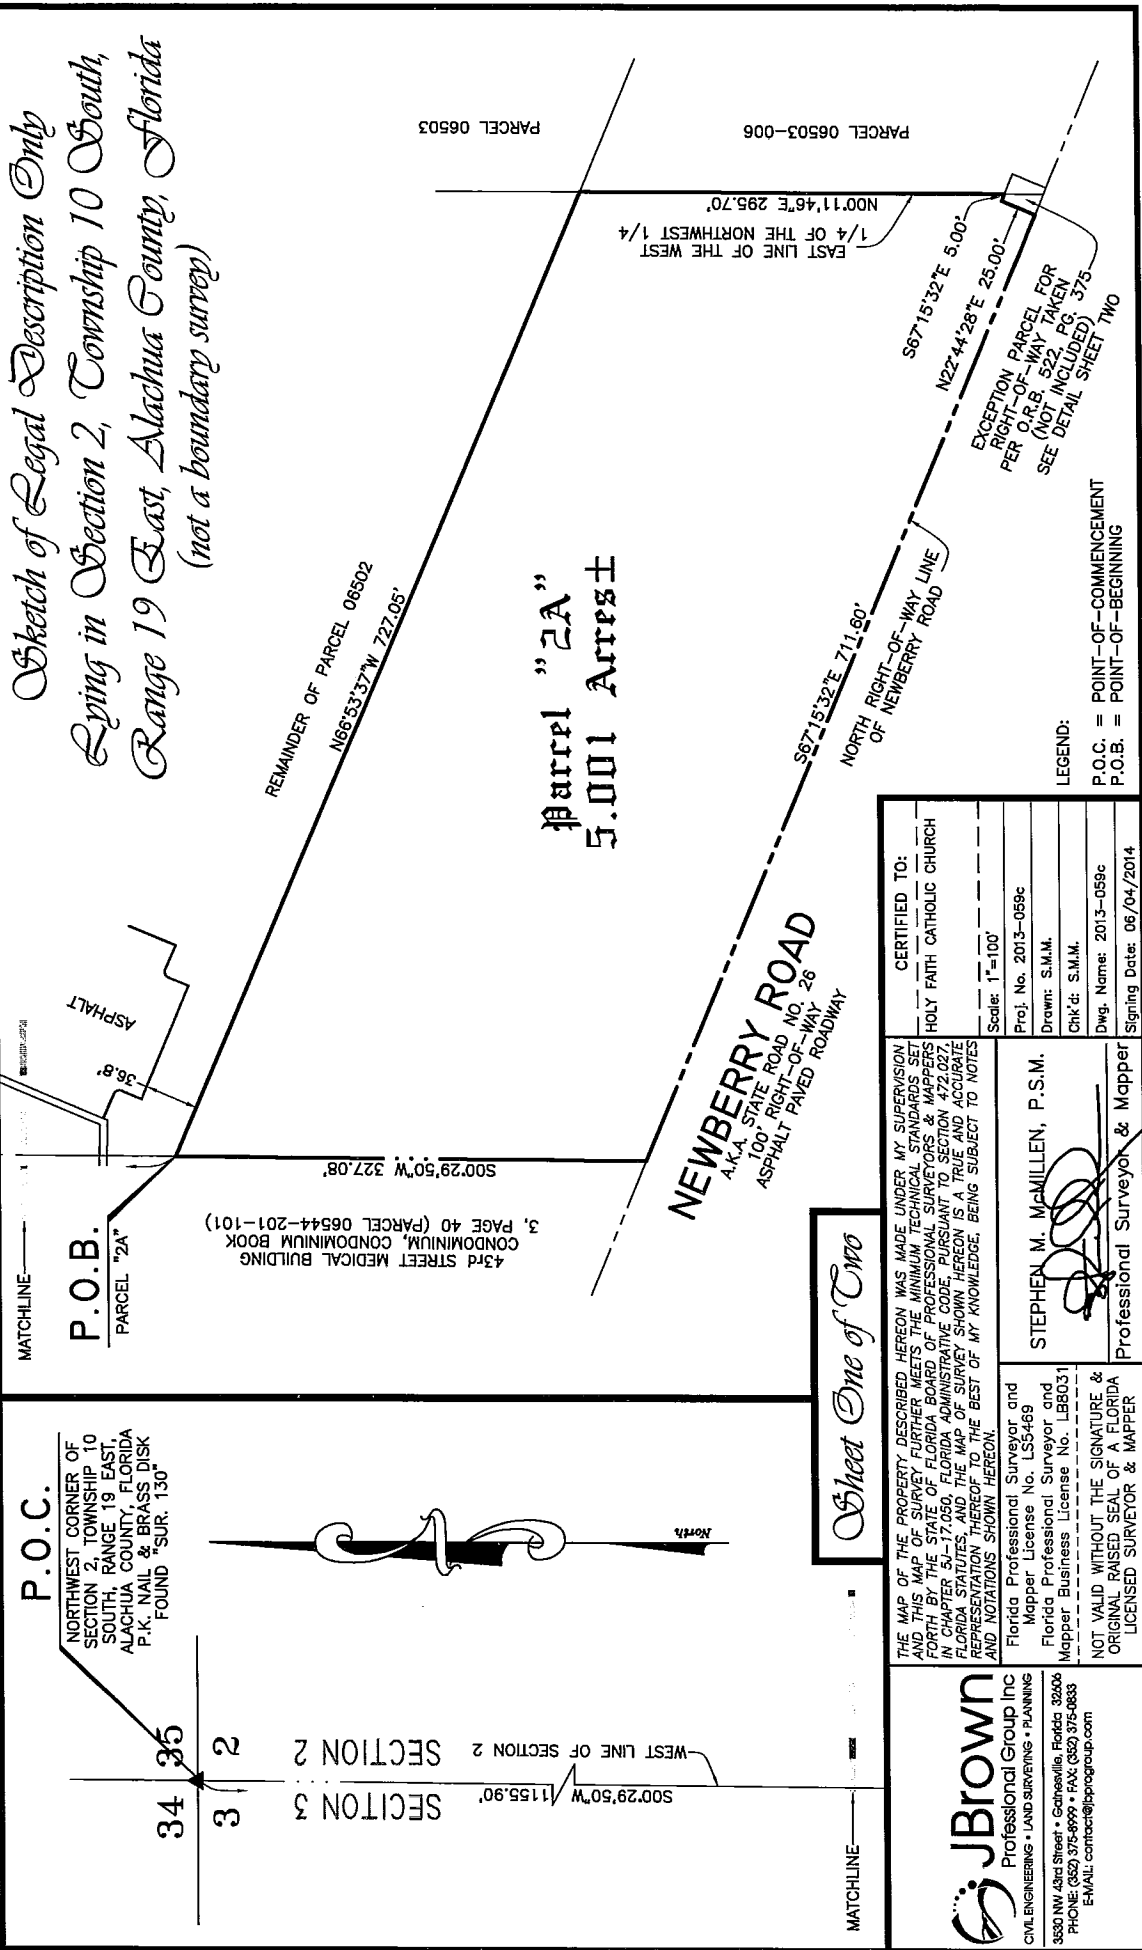 Sketch of Legal Description Only
Lying in Section 2, Township 10 South,
Range 19 East, Alachua County, Florida
(not a boundary survey)
P.O.C.
NORTHWEST CORNER OF
SECTION 2, TOWNSHIP 10
SOUTH, RANGE 19 EAST,
ALACHUA COUNTY, FLORIDA
P.K. NAIL & BRASS DISK
FOUND "SUR. 130"
34 35
3 2
SECITON 3
SECTION 2
S00°29'50"W 1155.90'
WEST LINE OF SECTION 2
MATCHLINE
North
MATCHLINE
P.O.B.
PARCEL "2A"
36.8'
ASPHALT
REMAINDER OF PARCEL 06502
N66°53'37"W 727.05'
PARCEL 06503
PARCEL 06503-006
EAST LINE OF THE WEST
1/4 OF THE NORTHWEST 1/4
N00°11'46"E 295.70'
S67°15'32"E 5.00'
N22°44'28"E 25.00'
EXCEPTION PARCEL FOR
RIGHT-OF-WAY TAKEN
PER O.R.B. 522, PG. 375
(NOT INCLUDED)
SEE DETAIL SHEET TWO
Parcel "2A"
5.001 Acres±
S00°29'50"W 327.08'
43rd STREET MEDICAL BUILDING
CONDOMINIUM, CONDOMINIUM BOOK
3, PAGE 40 (PARCEL 06544-201-101)
S67°15'32"E 711.60'
NORTH RIGHT-OF-WAY LINE
OF NEWBERRY ROAD
NEWBERRY ROAD
A.K.A. STATE ROAD NO. 26
100' RIGHT-OF-WAY
ASPHALT PAVED ROADWAY
LEGEND:
P.O.C. = POINT-OF-COMMENCEMENT
P.O.B. = POINT-OF-BEGINNING
Sheet One of Two
JBrown
Professional Group Inc
CIVIL ENGINEERING • LAND SURVEYING • PLANNING
3530 NW 43rd Street • Gainesville, Florida 32606
PHONE: (352) 375-8999 • FAX: (352) 375-0833
E-MAIL: contact@jbprogroup.com
THE MAP OF THE PROPERTY DESCRIBED HEREON WAS MADE UNDER MY SUPERVISION
AND THIS MAP OF SURVEY FURTHER MEETS THE MINIMUM TECHNICAL STANDARDS SET
FORTH BY THE STATE OF FLORIDA BOARD OF PROFESSIONAL SURVEYORS & MAPPERS
IN CHAPTER 5J-17.050, FLORIDA ADMINISTRATIVE CODE, PURSUANT TO SECTION 472.027,
FLORIDA STATUTES, AND THE MAP OF SURVEY SHOWN HEREON IS A TRUE AND ACCURATE
REPRESENTATION THEREOF TO THE BEST OF MY KNOWLEDGE, BEING SUBJECT TO NOTES
AND NOTATIONS SHOWN HEREON.
Florida Professional Surveyor and
Mapper License No. LS5469
Florida Professional Surveyor and
Mapper Business License No. LB8031
NOT VALID WITHOUT THE SIGNATURE &
ORIGINAL RAISED SEAL OF A FLORIDA
LICENSED SURVEYOR & MAPPER
STEPHEN M. McMILLEN, P.S.M.
Professional Surveyor & Mapper
CERTIFIED TO:
HOLY FAITH CATHOLIC CHURCH
Scale: 1"=100'
Proj. No. 2013-059c
Drawn: S.M.M.
Chk'd: S.M.M.
Dwg. Name: 2013-059c
Signing Date: 06/04/2014